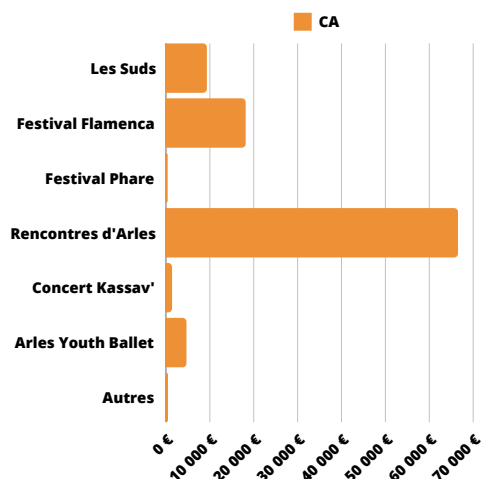 CA
Les Suds
Festival Flamenca
Festival Phare
Rencontres d'Arles
Concert Kassav'
Arles Youth Ballet
Autres
0 €
10 000 €
20 000 €
30 000 €
40 000 €
50 000 €
60 000 €
70 000 €